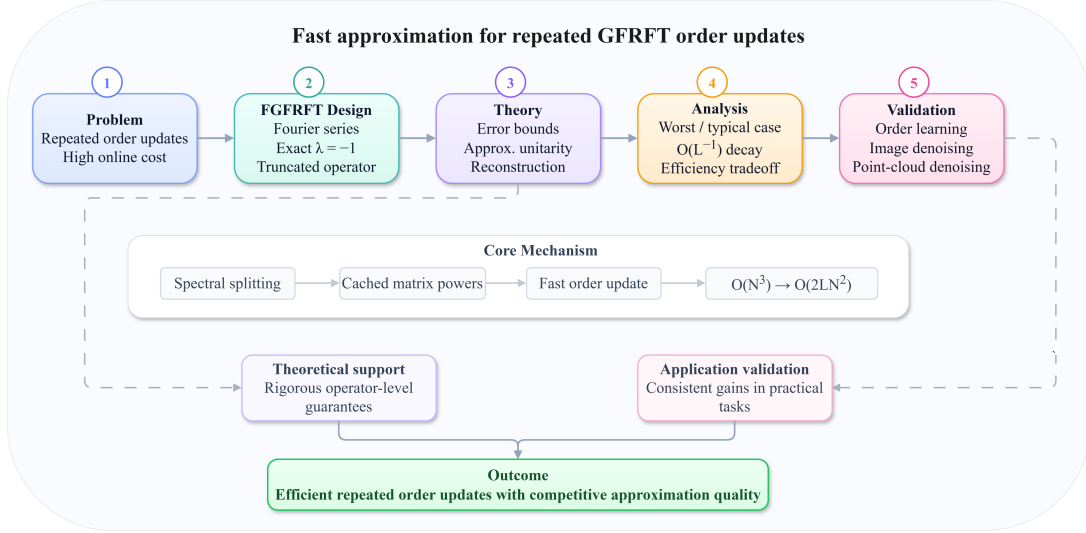 Fast approximation for repeated GFRFT order updates
1
Problem
Repeated order updates
High online cost
2
FGFRFT Design
Fourier series
Exact λ = −1
Truncated operator
3
Theory
Error bounds
Approx. unitarity
Reconstruction
4
Analysis
Worst / typical case
O(L⁻¹) decay
Efficiency tradeoff
5
Validation
Order learning
Image denoising
Point-cloud denoising
Core Mechanism
Spectral splitting
Cached matrix powers
Fast order update
O(N³) → O(2LN²)
Theoretical support
Rigorous operator-level
guarantees
Application validation
Consistent gains in practical
tasks
Outcome
Efficient repeated order updates with competitive approximation quality